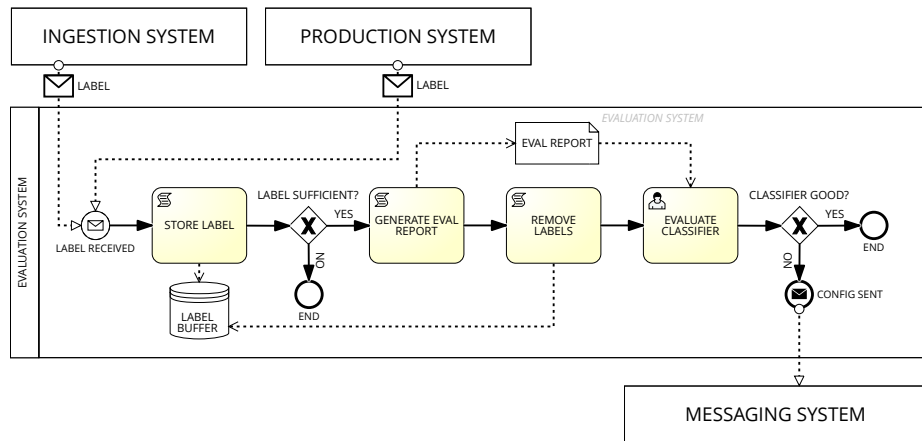 INGESTION SYSTEM
PRODUCTION SYSTEM
LABEL
LABEL
EVALUATION SYSTEM
EVALUATION SYSTEM
EVAL REPORT
LABEL RECEIVED
STORE LABEL
LABEL SUFFICIENT?
YES
NO
END
LABEL
BUFFER
GENERATE EVAL
REPORT
REMOVE
LABELS
EVALUATE
CLASSIFIER
CLASSIFIER GOOD?
YES
END
NO
CONFIG SENT
MESSAGING SYSTEM